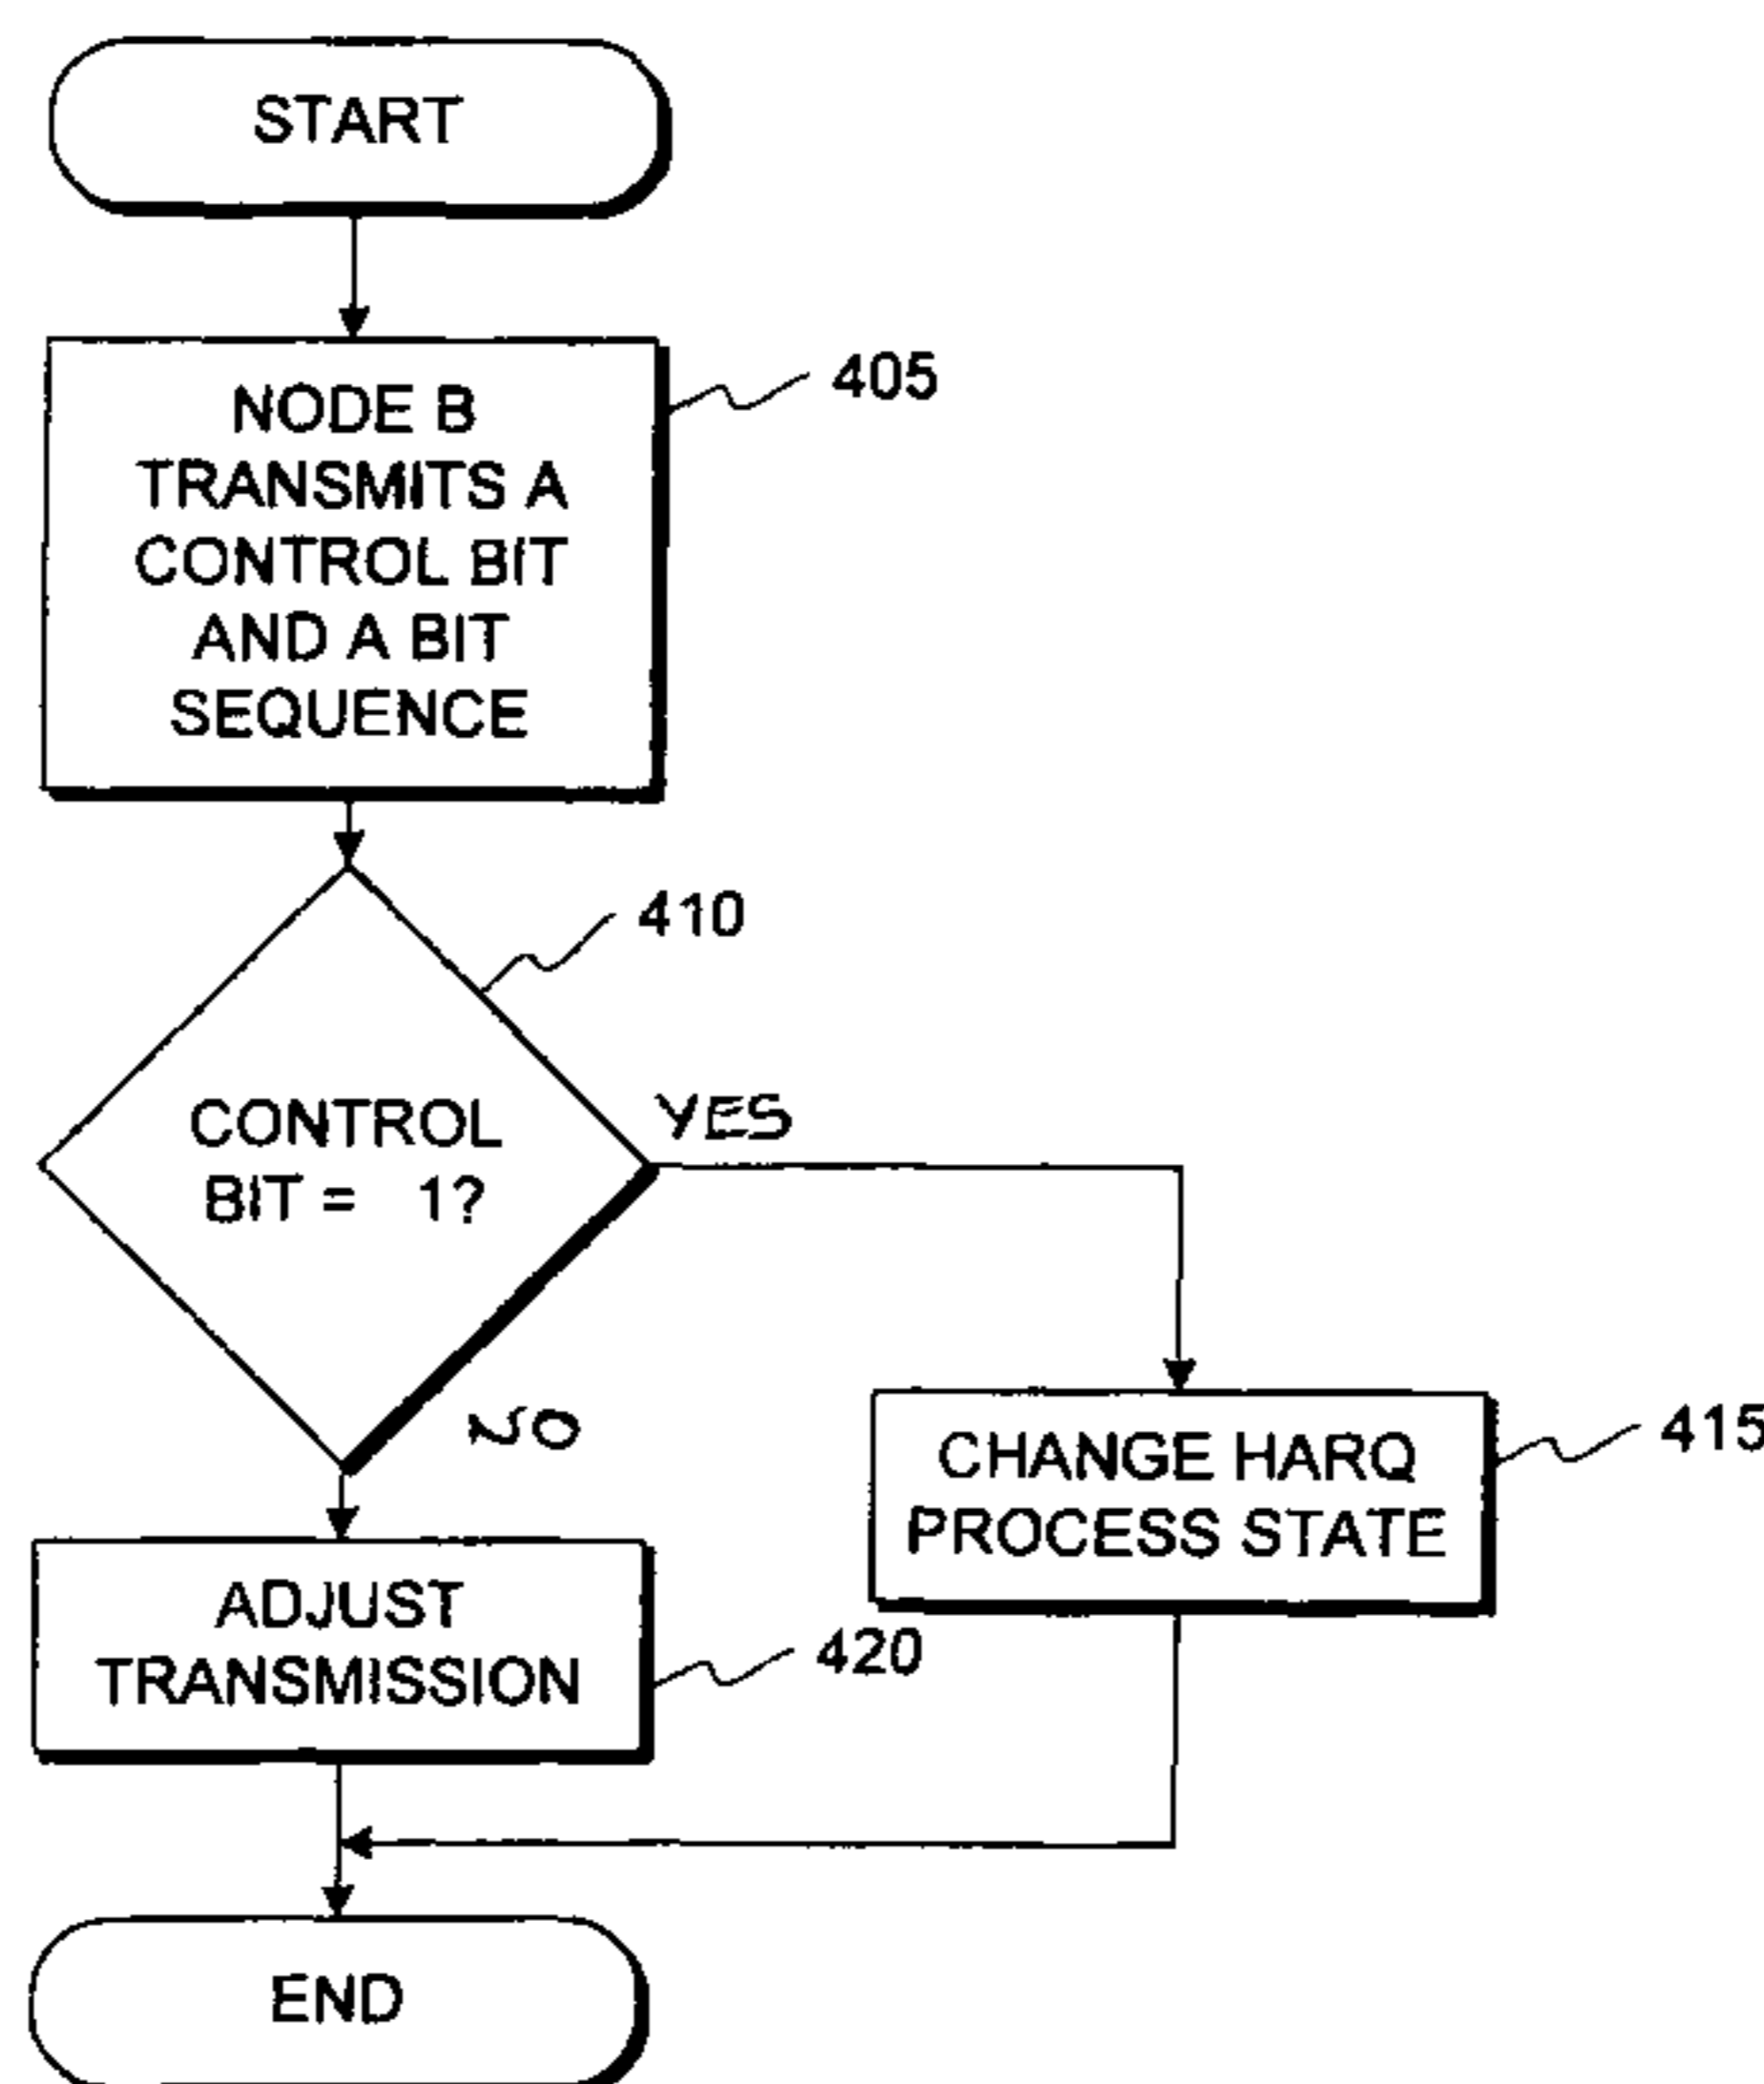 START
NODE B
TRANSMITS A
CONTROL BIT
AND A BIT
SEQUENCE
405
410
CONTROL
BIT = 1?
YES
NO
CHANGE HARQ
PROCESS STATE
415
ADJUST
TRANSMISSION
420
END